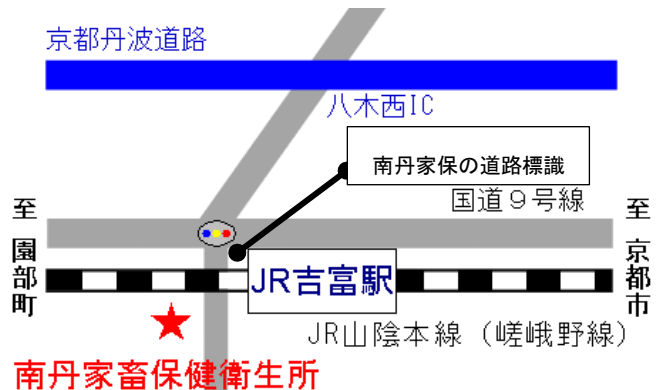 京都丹波道路
八木西IC
南丹家保の道路標識
国道９号線
至 園部町
至 京都市
JR吉富駅
JR山陰本線（嵯峨野線）
南丹家畜保健衛生所